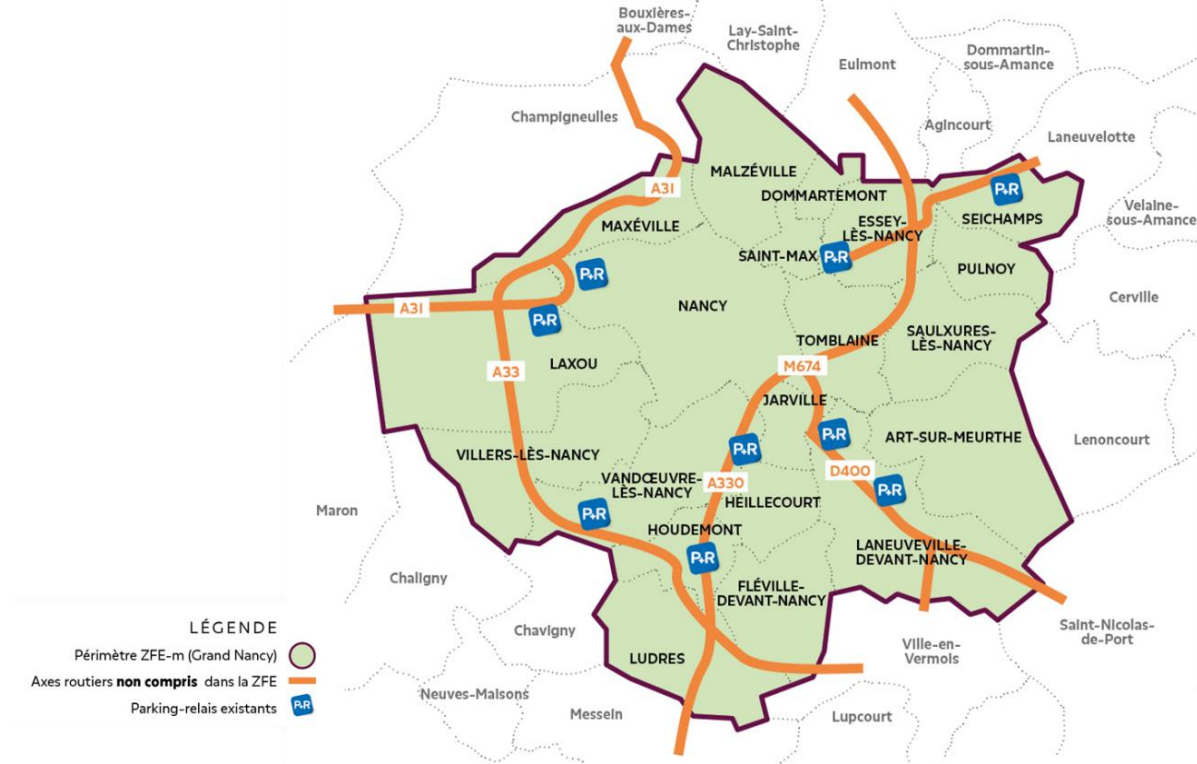 Bouxières-
aux-Dames
Lay-Saint-
Christophe
Dommartin-
sous-Amance
Eulmont
Champigneulles
Agincourt
Laneuvelotte
MALZÉVILLE
A31
DOMMARTEMONT
P+R
Velaine-
sous-Amance
MAXÉVILLE
ESSEY-
LÈS-NANCY
SEICHAMPS
SAINT-MAX
P+R
P+R
PULNOY
Cerville
A31
NANCY
P+R
TOMBLAINE
SAULXURES-
LÈS-NANCY
A33
LAXOU
M674
JARVILLE
P+R
ART-SUR-MEURTHE
Lenoncourt
P+R
VILLERS-LÈS-NANCY
D400
VANDŒUVRE-
LÈS-NANCY
A330
P+R
HEILLECOURT
Maron
P+R
HOUDEMONT
P+R
LANEUVEVILLE-
DEVANT-NANCY
Chaligny
FLÉVILLE-
DEVANT-NANCY
Chavigny
Saint-Nicolas-
de-Port
Ville-en-
Vermois
LUDRES
Neuves-Maisons
Messein
Lupcourt
LÉGENDE
Périmètre ZFE-m (Grand Nancy)
Axes routiers non compris dans la ZFE
Parking-relais existants P+R